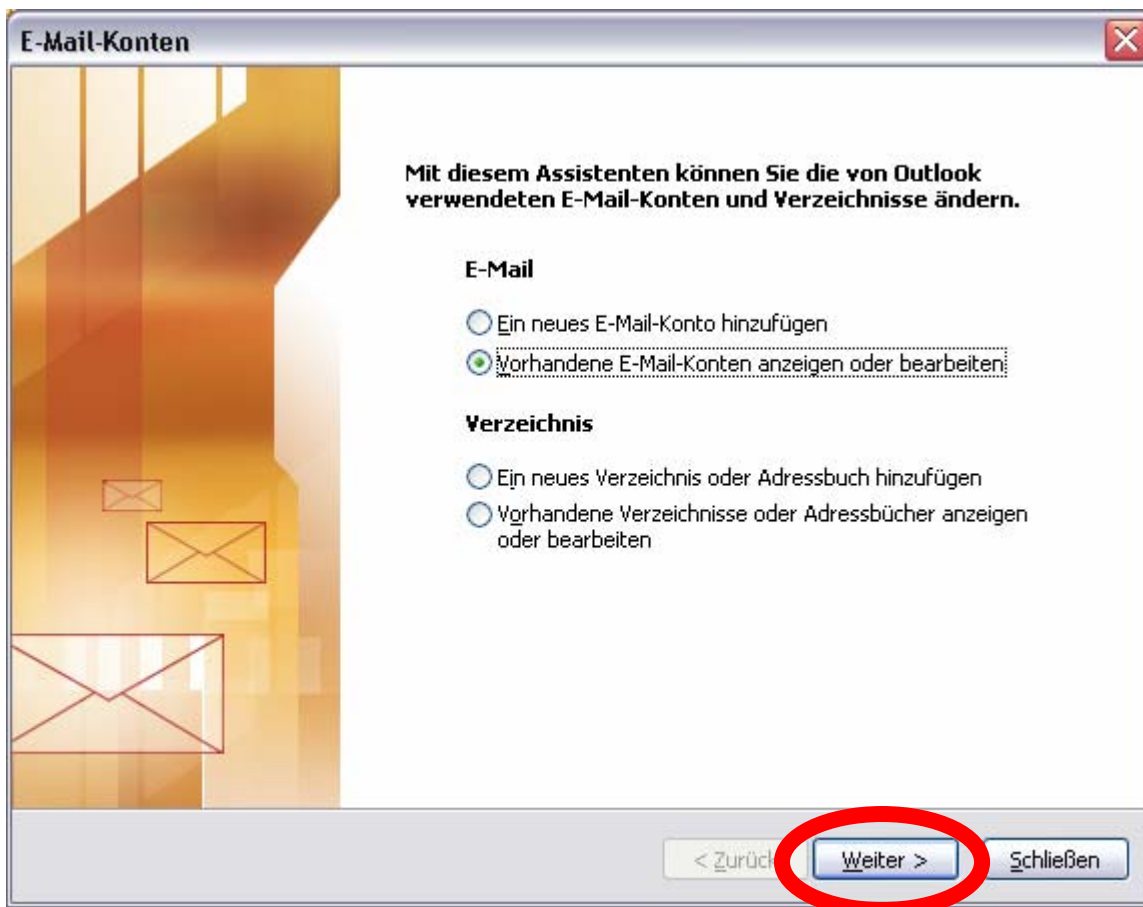 E-Mail-Konten
Mit diesem Assistenten können Sie die von Outlook
verwendeten E-Mail-Konten und Verzeichnisse ändern.
E-Mail
Ein neues E-Mail-Konto hinzufügen
Vorhandene E-Mail-Konten anzeigen oder bearbeiten
Verzeichnis
Ein neues Verzeichnis oder Adressbuch hinzufügen
Vorhandene Verzeichnisse oder Adressbücher anzeigen
oder bearbeiten
< Zurück Weiter > Schließen